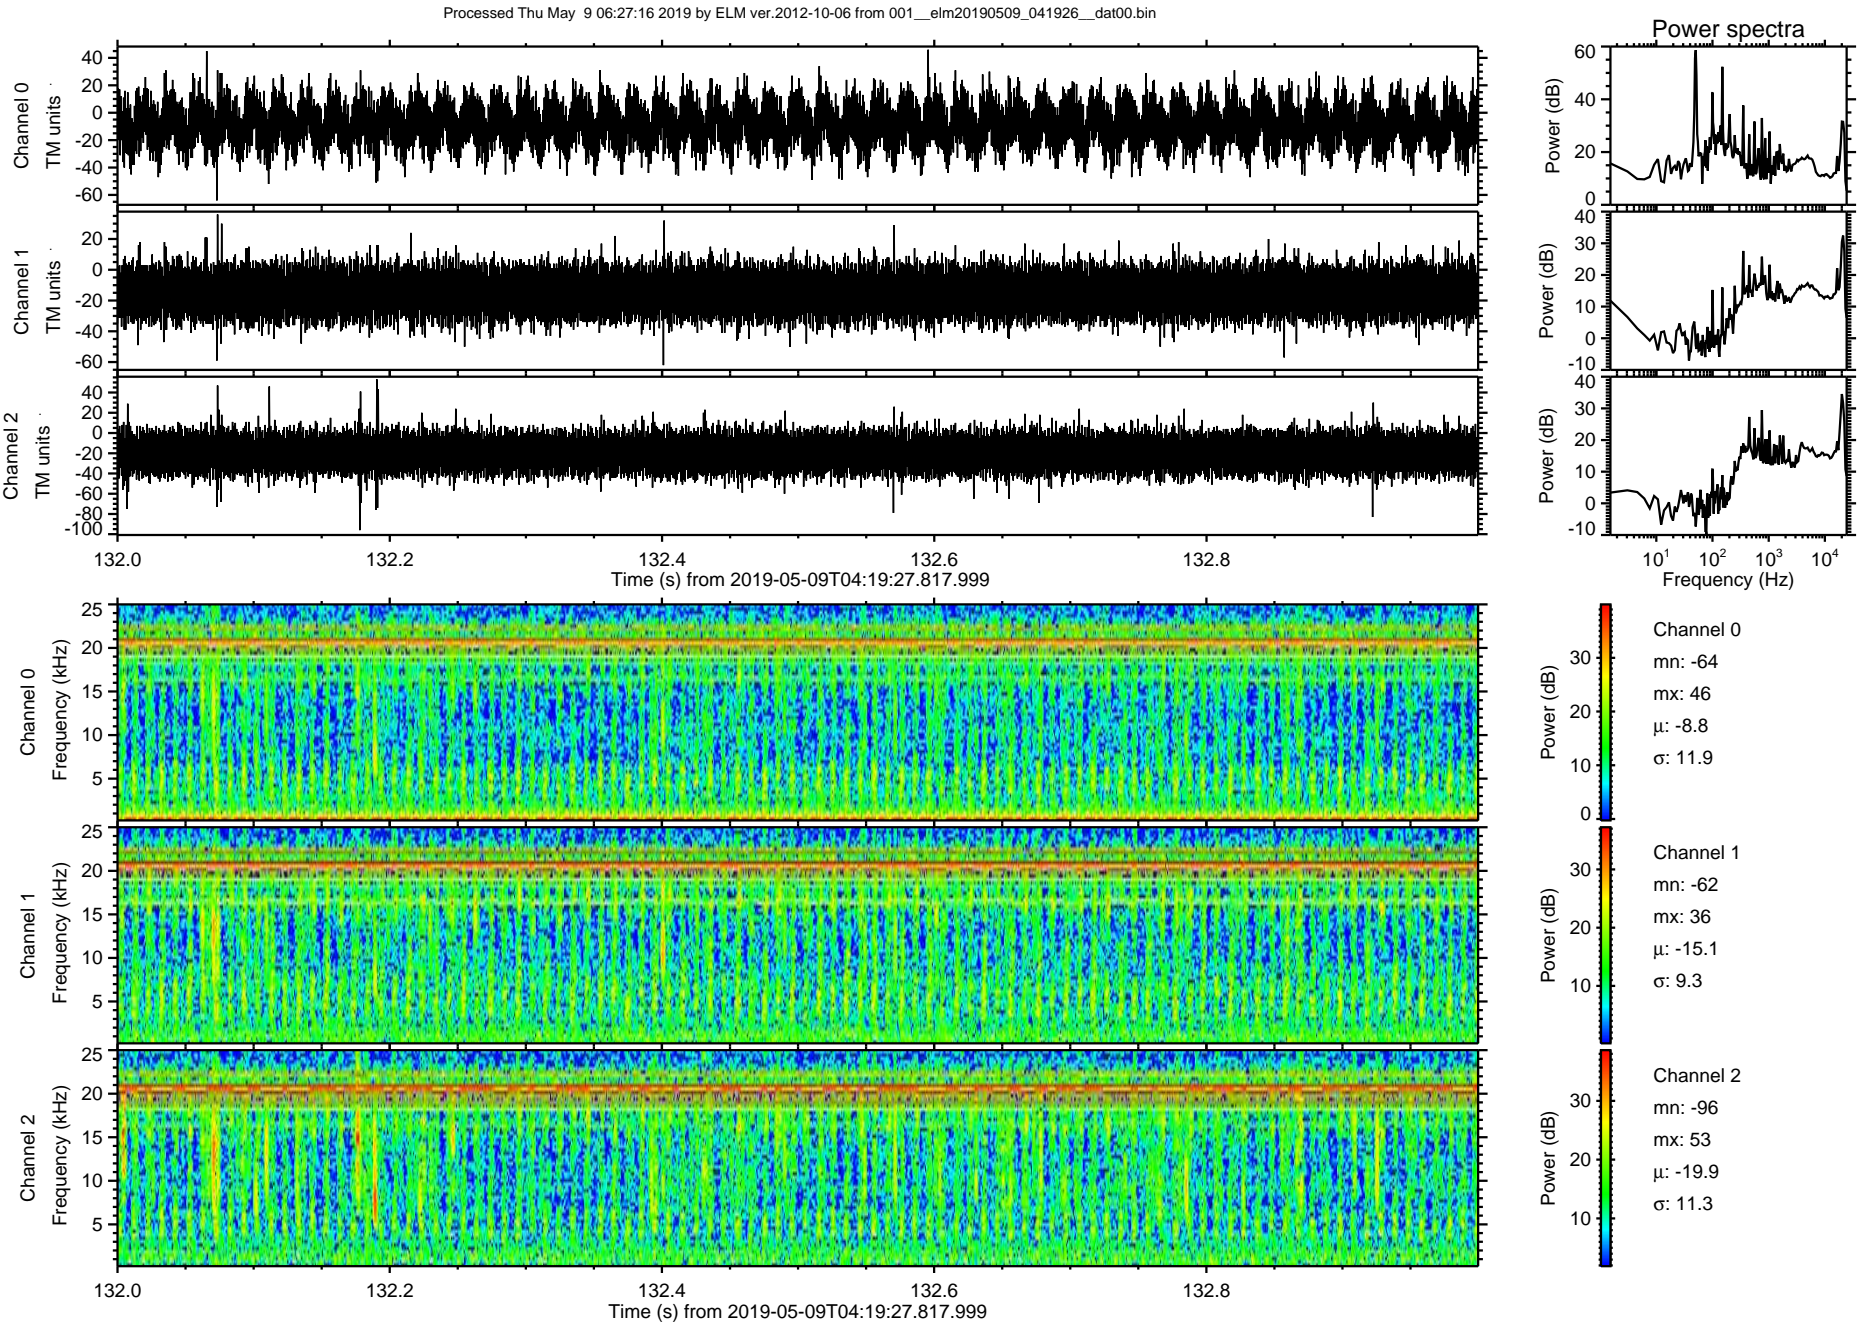 Processed Thu May  9 06:27:16 2019 by ELM ver.2012-10-06 from 001__elm20190509_041926__dat00.bin
Power spectra
Channel 0
TM units
40
20
0
-20
-40
-60
Power (dB)
60
40
20
0
Channel 1
TM units
20
0
-20
-40
-60
Power (dB)
40
30
20
10
0
-10
Channel 2
TM units
40
20
0
-20
-40
-60
-80
-100
Power (dB)
40
30
20
10
0
-10
132.0 132.2 132.4 132.6 132.8
Time (s) from 2019-05-09T04:19:27.817.999
10¹ 10² 10³ 10⁴
Frequency (Hz)
Channel 0
Frequency (kHz)
25
20
15
10
5
Power (dB)
30
20
10
0
Channel 0
mn: -64
mx: 46
µ: -8.8
σ: 11.9
Channel 1
Frequency (kHz)
25
20
15
10
5
Power (dB)
30
20
10
Channel 1
mn: -62
mx: 36
µ: -15.1
σ: 9.3
Channel 2
Frequency (kHz)
25
20
15
10
5
Power (dB)
30
20
10
Channel 2
mn: -96
mx: 53
µ: -19.9
σ: 11.3
132.0 132.2 132.4 132.6 132.8
Time (s) from 2019-05-09T04:19:27.817.999